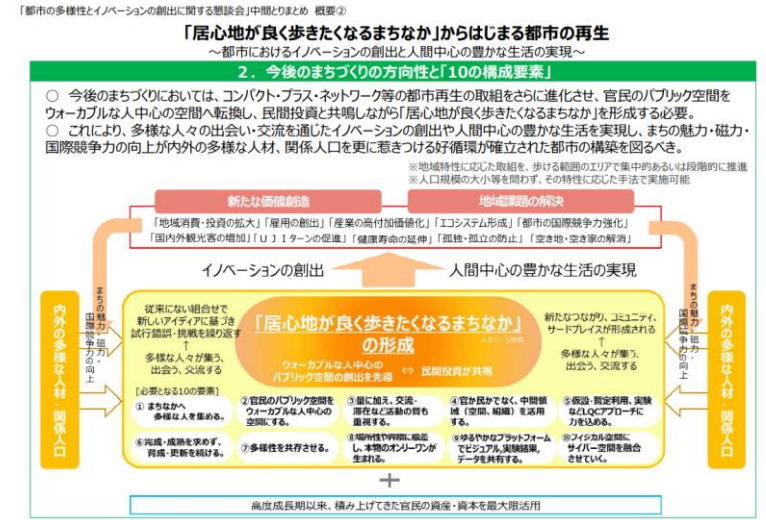 「都市の多様性とイノベーションの創出に関する懇談会」中間とりまとめ 概要②
「居心地が良く歩きたくなるまちなか」からはじまる都市の再生
～都市におけるイノベーションの創出と人間中心の豊かな生活の実現～
２．今後のまちづくりの方向性と「10の構成要素」
○ 今後のまちづくりにおいては、コンパクト・プラス・ネットワーク等の都市再生の取組をさらに進化させ、官民のパブリック空間を
ウォーカブルな人中心の空間へ転換し、民間投資と共鳴しながら「居心地が良く歩きたくなるまちなか」を形成する必要。
○ これにより、多様な人々の出会い・交流を通じたイノベーションの創出や人間中心の豊かな生活を実現し、まちの魅力・磁力・
国際競争力の向上が内外の多様な人材、関係人口を更に惹きつける好循環が確立された都市の構築を図るべき。
※地域特性に応じた取組を、歩ける範囲のエリアで集中的あるいは段階的に推進
※人口規模の大小等を問わず、その特性に応じた手法で実施可能
新たな価値創造
地域課題の解決
「地域消費・投資の拡大」「雇用の創出」「産業の高付加価値化」「エコシステム形成」「都市の国際競争力強化」
「国内外観光客の増加」「ＵＪＩターンの促進」「健康寿命の延伸」「孤独・孤立の防止」「空き地・空き家の解消」
イノベーションの創出
人間中心の豊かな生活の実現
まちの魅力・磁力・
国際競争力の向上
内外の多様な人材・関係人口
従来にない組合せで
新しいアイディアに基づき
試行錯誤・挑戦を繰り返す
↑
多様な人々が集う、
出会う、交流する
「居心地が良く歩きたくなるまちなか」
の形成
ウォーカブルな人中心の
パブリック空間の創出を先導
⇔ 民間投資が共鳴
新たなつながり、コミュニティ、
サードプレイスが形成される
↑
多様な人々が集う、
出会う、交流する
まちの魅力・磁力・
国際競争力の向上
内外の多様な人材・関係人口
[必要となる10の要素]
① まちなかへ
多様な人を集める。
②官民のパブリック空間を
ウォーカブルな人中心の
空間にする。
③量に加え、交流・
滞在など活動の質も
重視する。
④官か民かでなく、中間領
域（空間、組織）を活用
する。
⑤仮設・暫定利用、実験
などLQCアプローチに
力を込める。
⑥完成・成熟を求めず、
育成・更新を続ける。
⑦多様性を共存させる。
⑧場所性や界隈に根差
し、本物のオンリーワンが
生まれる。
⑨ゆるやかなプラットフォーム
でビジュアル,実験結果,
データを共有する。
⑩フィジカル空間に
サイバー空間を融合
させていく。
＋
高度成長期以来、積み上げてきた官民の資産・資本を最大限活用